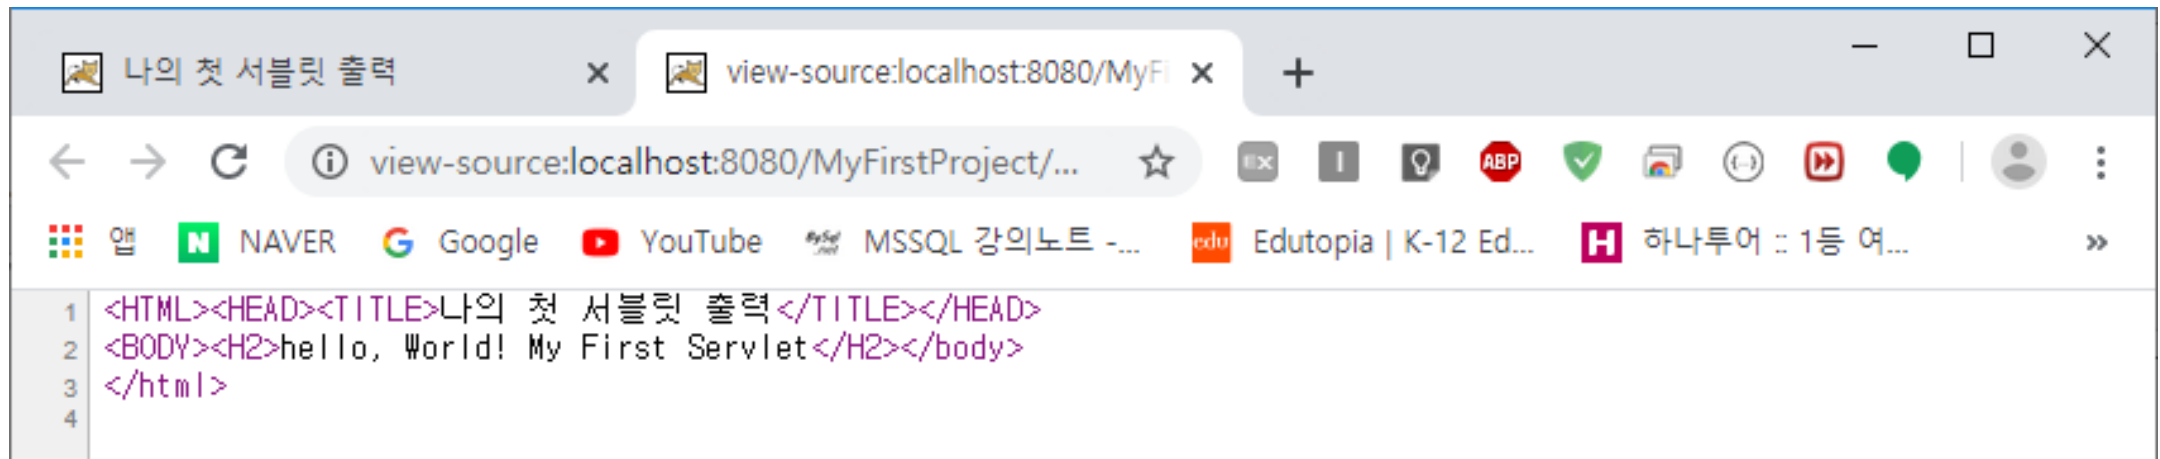 나의 첫 서블릿 출력
view-source:localhost:8080/MyFi
view-source:localhost:8080/MyFirstProject/...
ABP
앱 NAVER Google YouTube MSSQL 강의노트 -... edu Edutopia | K-12 Ed... H 하나투어 :: 1등 여... »
1 <HTML><HEAD><TITLE>나의 첫 서블릿 출력</TITLE></HEAD>
2 <BODY><H2>hello, World! My First Servlet</H2></body>
3 </html>
4